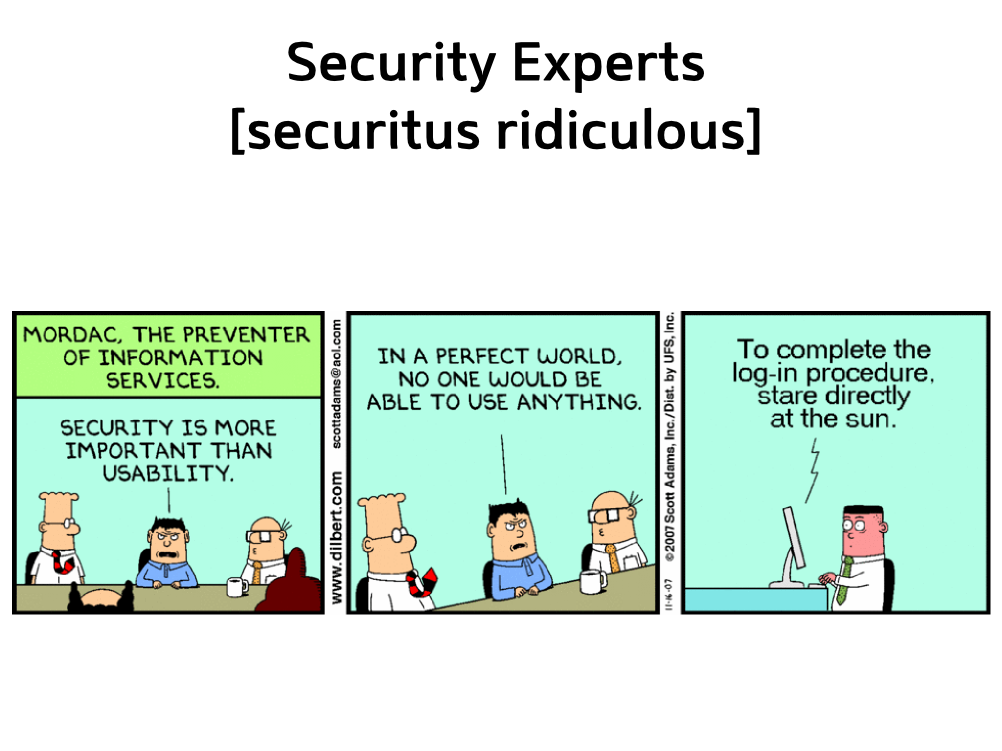 Security Experts
[securitus ridiculous]
MORDAC, THE PREVENTER
OF INFORMATION
SERVICES.
SECURITY IS MORE
IMPORTANT THAN
USABILITY.
www.dilbert.com scottadams@aol.com
IN A PERFECT WORLD,
NO ONE WOULD BE
ABLE TO USE ANYTHING.
11-16-07 ©2007 Scott Adams, Inc./Dist. by UFS, Inc.
To complete the
log-in procedure,
stare directly
at the sun.